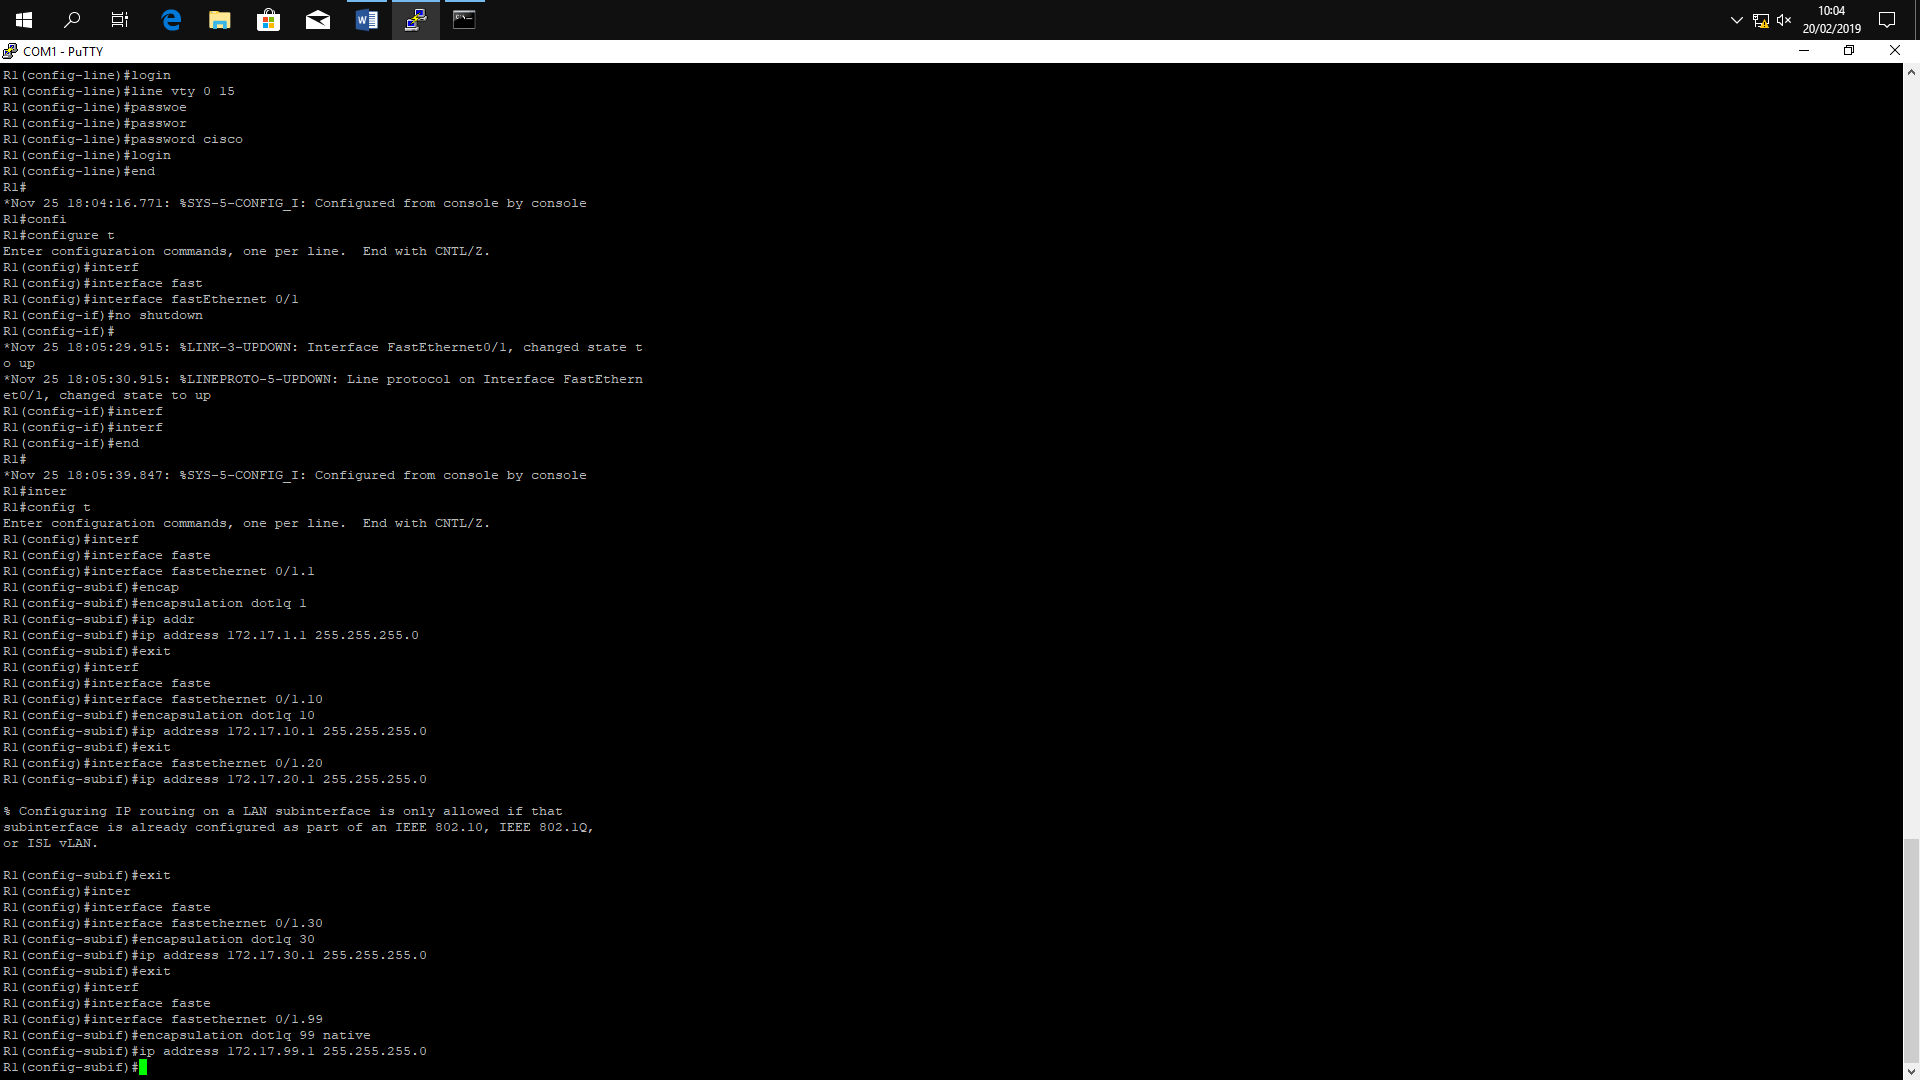 10:04
20/02/2019
COM1 - PuTTY
R1(config-line)#login
R1(config-line)#line vty 0 15
R1(config-line)#passwoe
R1(config-line)#passwor
R1(config-line)#password cisco
R1(config-line)#login
R1(config-line)#end
R1#
*Nov 25 18:04:16.771: %SYS-5-CONFIG_I: Configured from console by console
R1#confi
R1#configure t
Enter configuration commands, one per line.  End with CNTL/Z.
R1(config)#interf
R1(config)#interface fast
R1(config)#interface fastEthernet 0/1
R1(config-if)#no shutdown
R1(config-if)#
*Nov 25 18:05:29.915: %LINK-3-UPDOWN: Interface FastEthernet0/1, changed state t
o up
*Nov 25 18:05:30.915: %LINEPROTO-5-UPDOWN: Line protocol on Interface FastEthern
et0/1, changed state to up
R1(config-if)#interf
R1(config-if)#interf
R1(config-if)#end
R1#
*Nov 25 18:05:39.847: %SYS-5-CONFIG_I: Configured from console by console
R1#inter
R1#config t
Enter configuration commands, one per line.  End with CNTL/Z.
R1(config)#interf
R1(config)#interface faste
R1(config)#interface fastethernet 0/1.1
R1(config-subif)#encap
R1(config-subif)#encapsulation dot1q 1
R1(config-subif)#ip addr
R1(config-subif)#ip address 172.17.1.1 255.255.255.0
R1(config-subif)#exit
R1(config)#interf
R1(config)#interface faste
R1(config)#interface fastethernet 0/1.10
R1(config-subif)#encapsulation dot1q 10
R1(config-subif)#ip address 172.17.10.1 255.255.255.0
R1(config-subif)#exit
R1(config)#interface fastethernet 0/1.20
R1(config-subif)#ip address 172.17.20.1 255.255.255.0
% Configuring IP routing on a LAN subinterface is only allowed if that
subinterface is already configured as part of an IEEE 802.10, IEEE 802.1Q,
or ISL vLAN.
R1(config-subif)#exit
R1(config)#inter
R1(config)#interface faste
R1(config)#interface fastethernet 0/1.30
R1(config-subif)#encapsulation dot1q 30
R1(config-subif)#ip address 172.17.30.1 255.255.255.0
R1(config-subif)#exit
R1(config)#interf
R1(config)#interface faste
R1(config)#interface fastethernet 0/1.99
R1(config-subif)#encapsulation dot1q 99 native
R1(config-subif)#ip address 172.17.99.1 255.255.255.0
R1(config-subif)#